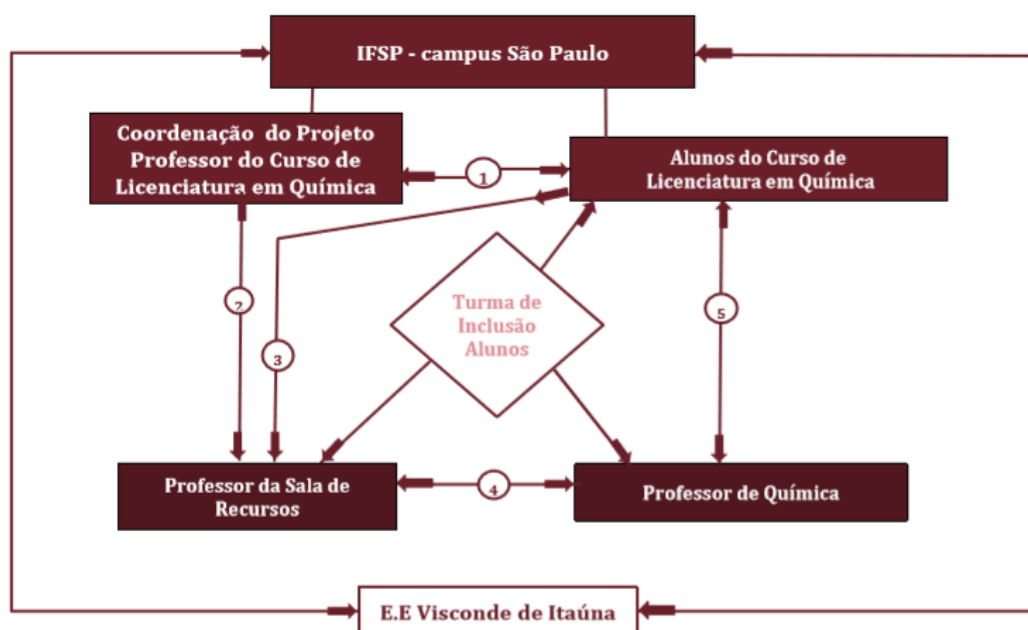 IFSP - campus São Paulo
Coordenação do Projeto
Professor do Curso de
Licenciatura em Química
1
Alunos do Curso de
Licenciatura em Química
2
3
Turma de
Inclusão
Alunos
5
Professor da Sala de
Recursos
4
Professor de Química
E.E Visconde de Itaúna